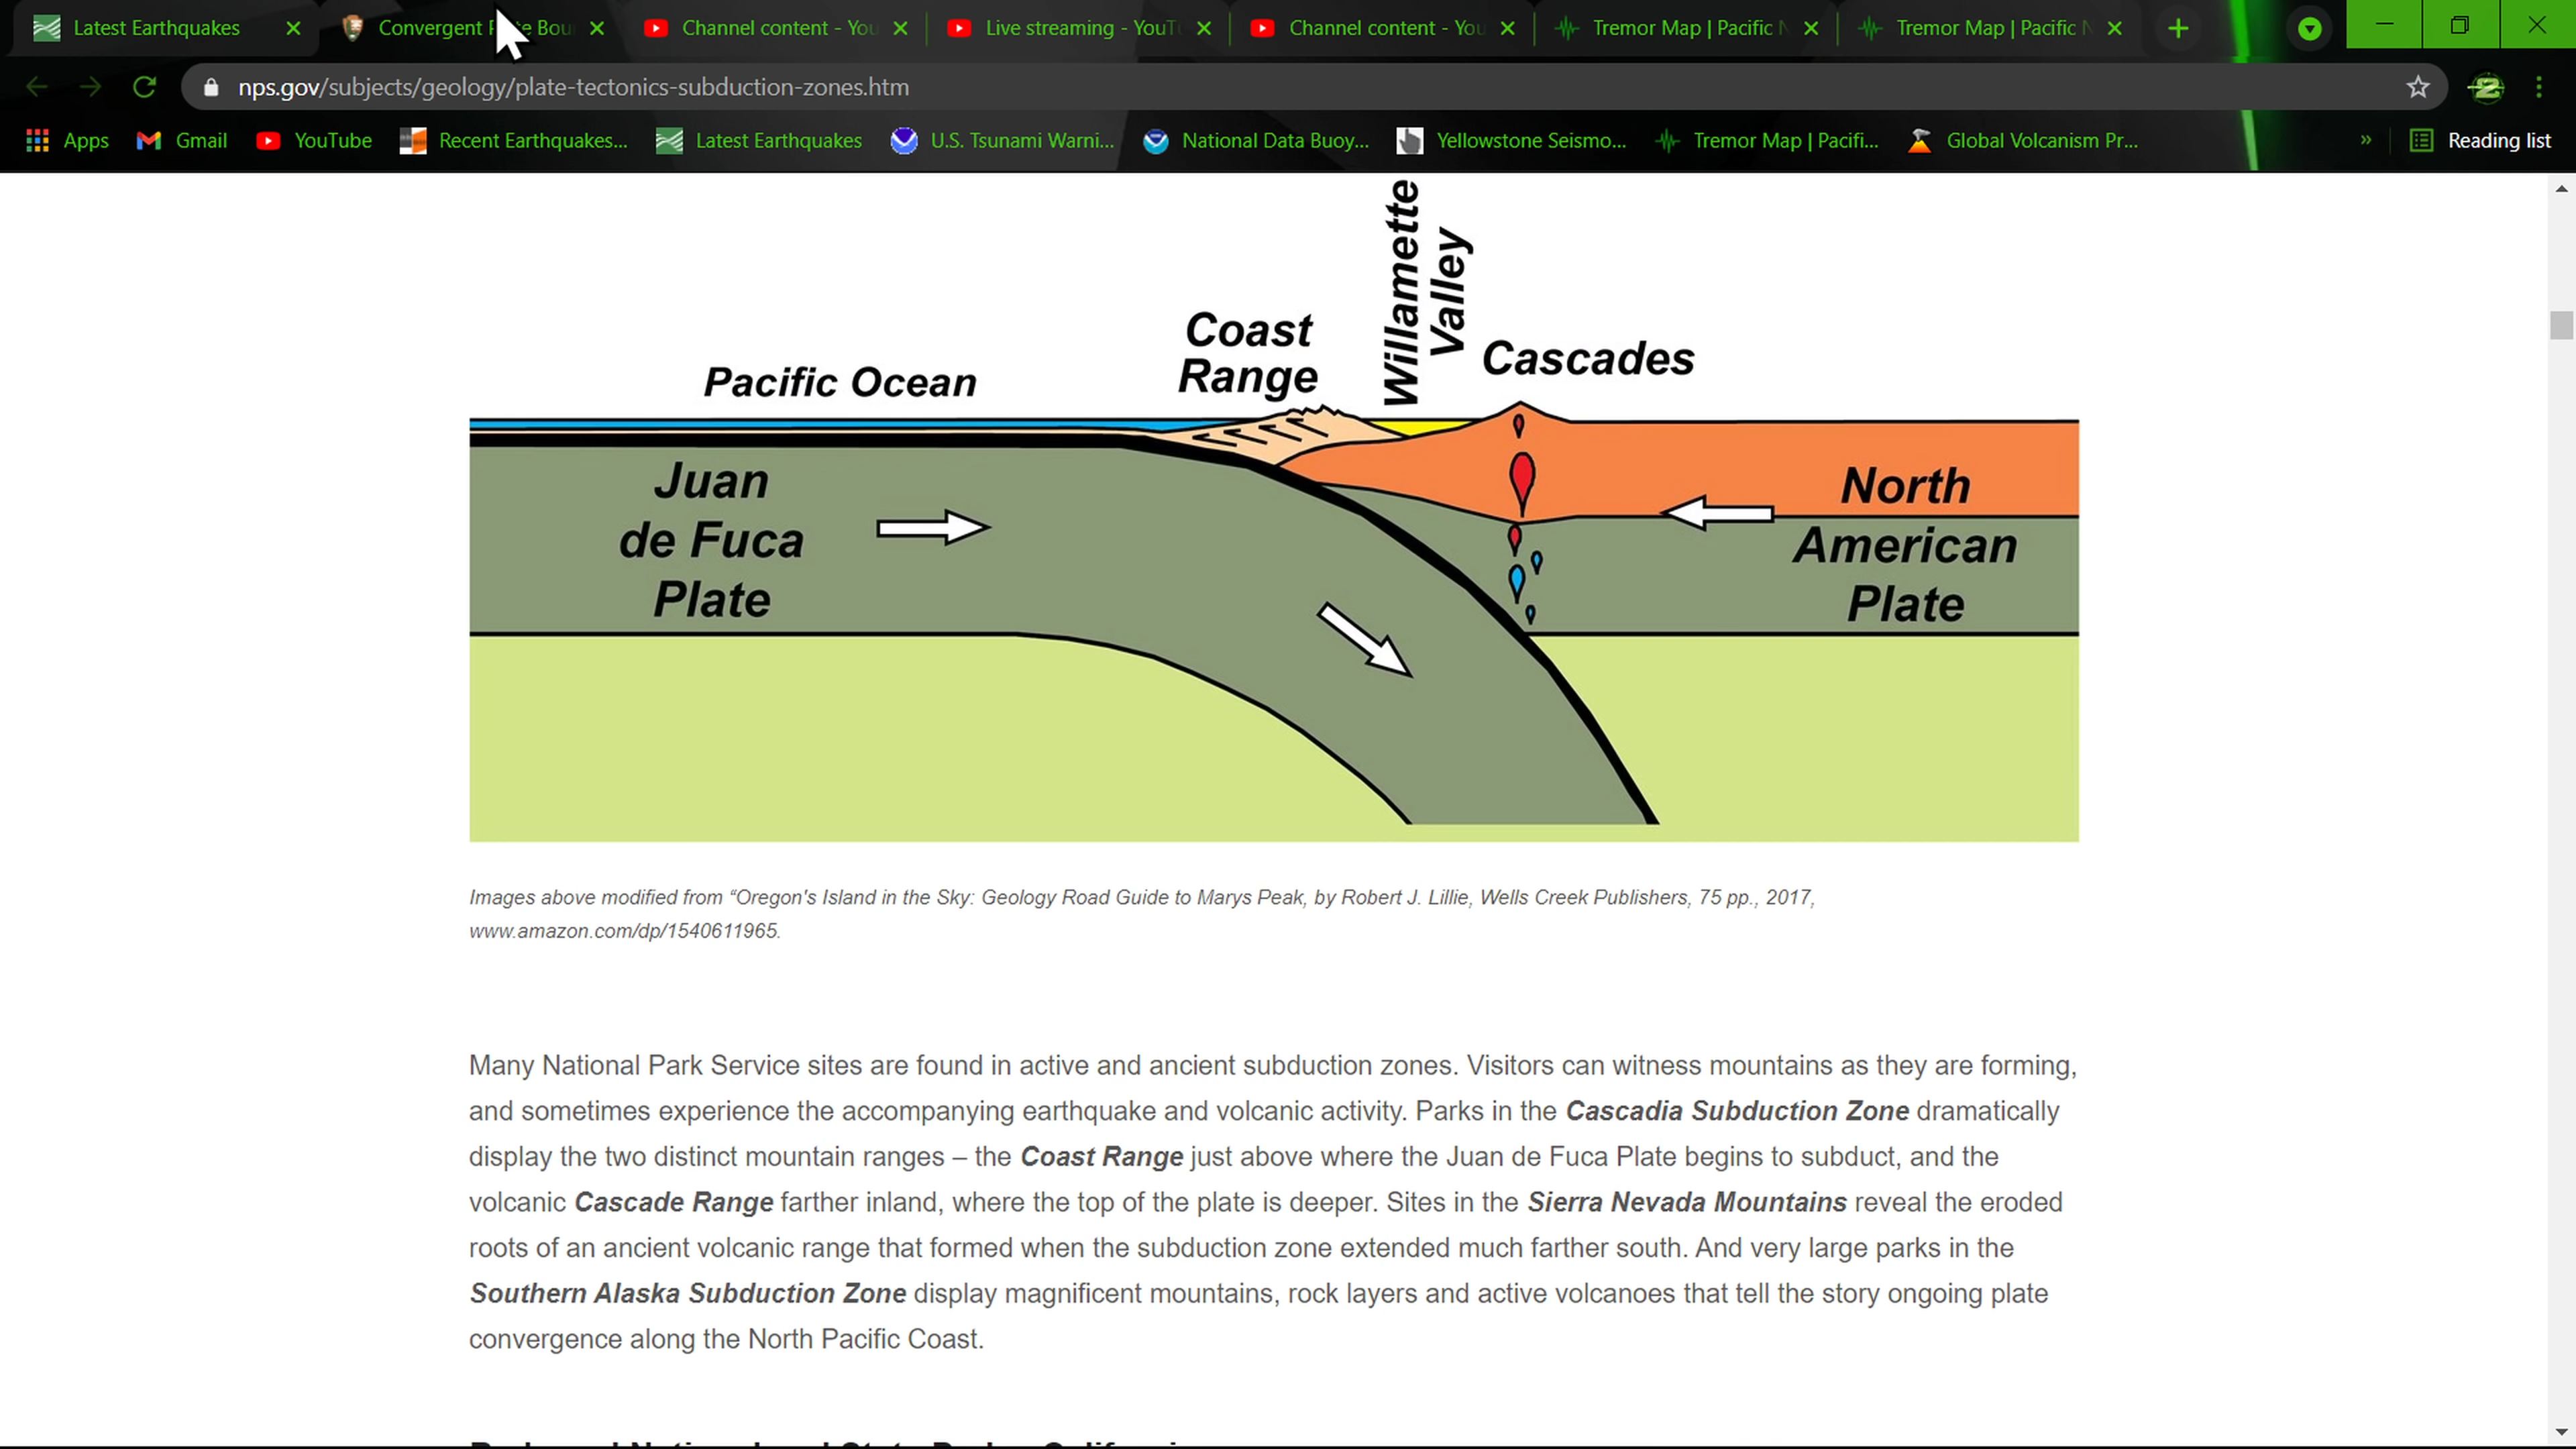 Latest Earthquakes
Convergent
Channel content - You
Live streaming - YouT
Channel content - You
Tremor Map | Pacific N
Tremor Map | Pacific N
nps.gov/subjects/geology/plate-tectonics-subduction-zones.htm
Apps
Gmail
YouTube
Recent Earthquakes...
Latest Earthquakes
U.S. Tsunami Warni...
National Data Buoy...
Yellowstone Seismo...
Tremor Map | Pacifi...
Global Volcanism Pr...
»
Reading list
Pacific Ocean
Coast
Range
Willamette
Valley
Cascades
Juan
de Fuca
Plate
North
American
Plate
Images above modified from “Oregon's Island in the Sky: Geology Road Guide to Marys Peak, by Robert J. Lillie, Wells Creek Publishers, 75 pp., 2017,
www.amazon.com/dp/1540611965.
Many National Park Service sites are found in active and ancient subduction zones. Visitors can witness mountains as they are forming,
and sometimes experience the accompanying earthquake and volcanic activity. Parks in the Cascadia Subduction Zone dramatically
display the two distinct mountain ranges – the Coast Range just above where the Juan de Fuca Plate begins to subduct, and the
volcanic Cascade Range farther inland, where the top of the plate is deeper. Sites in the Sierra Nevada Mountains reveal the eroded
roots of an ancient volcanic range that formed when the subduction zone extended much farther south. And very large parks in the
Southern Alaska Subduction Zone display magnificent mountains, rock layers and active volcanoes that tell the story ongoing plate
convergence along the North Pacific Coast.